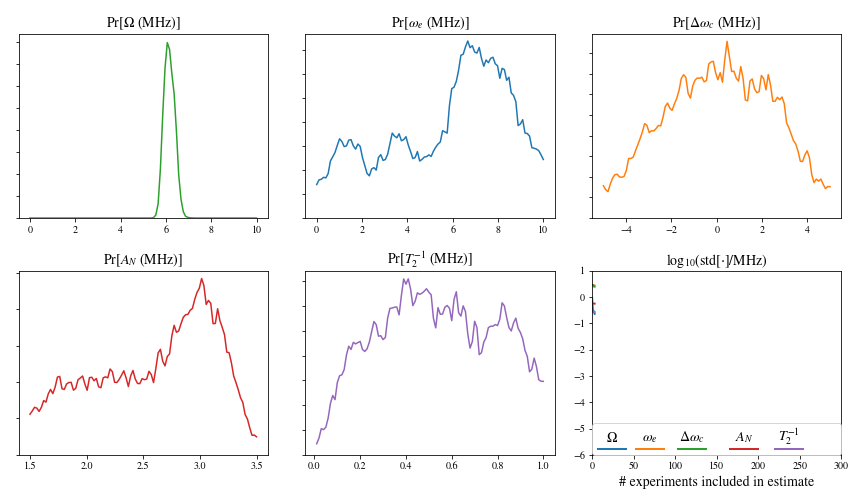 Pr[Ω (MHz)]
0 2 4 6 8 10
Pr[ωe (MHz)]
0 2 4 6 8 10
Pr[Δωc (MHz)]
−4 −2 0 2 4
Pr[AN (MHz)]
1.5 2.0 2.5 3.0 3.5
Pr[T2−1 (MHz)]
0.0 0.2 0.4 0.6 0.8 1.0
log10(std[·]/MHz)
1
0
−1
−2
−3
−4
−5
−6
Ω ωe Δωc AN T2−1
0 50 100 150 200 250 300
# experiments included in estimate